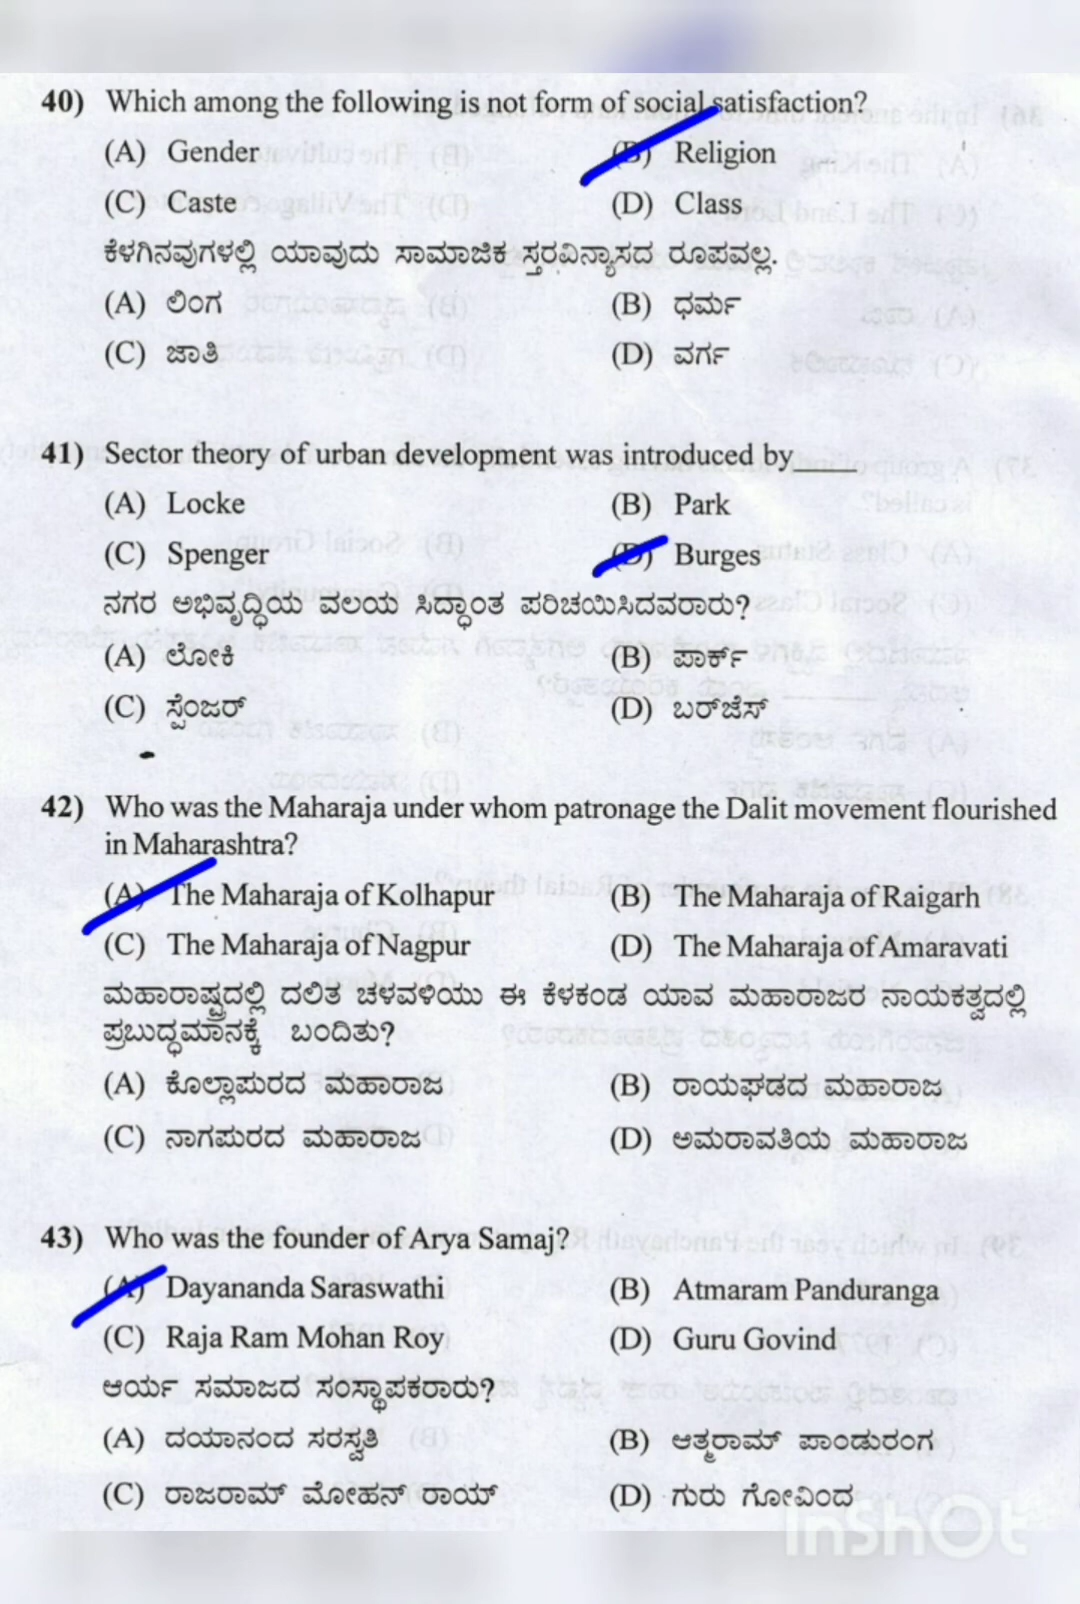 40) Which among the following is not form of social satisfaction?
(A) Gender (B) Religion
(C) Caste (D) Class
ಕೆಳಗಿನವುಗಳಲ್ಲಿ ಯಾವುದು ಸಾಮಾಜಿಕ ಸ್ತರವಿನ್ಯಾಸದ ರೂಪವಲ್ಲ.
(A) ಲಿಂಗ (B) ಧರ್ಮ
(C) ಜಾತಿ (D) ವರ್ಗ
41) Sector theory of urban development was introduced by____.
(A) Locke (B) Park
(C) Spenger (D) Burges
ನಗರ ಅಭಿವೃದ್ಧಿಯ ವಲಯ ಸಿದ್ಧಾಂತ ಪರಿಚಯಿಸಿದವರಾರು?
(A) ಲೋಕಿ (B) ಪಾರ್ಕ್
(C) ಸ್ಪೆಂಜರ್ (D) ಬರ್‌ಜೆಸ್
42) Who was the Maharaja under whom patronage the Dalit movement flourished
in Maharashtra?
(A) The Maharaja of Kolhapur (B) The Maharaja of Raigarh
(C) The Maharaja of Nagpur (D) The Maharaja of Amaravati
ಮಹಾರಾಷ್ಟ್ರದಲ್ಲಿ ದಲಿತ ಚಳವಳಿಯು ಈ ಕೆಳಕಂಡ ಯಾವ ಮಹಾರಾಜರ ನಾಯಕತ್ವದಲ್ಲಿ
ಪ್ರಬುದ್ಧಮಾನಕ್ಕೆ ಬಂದಿತು?
(A) ಕೊಲ್ಲಾಪುರದ ಮಹಾರಾಜ (B) ರಾಯಘಡದ ಮಹಾರಾಜ
(C) ನಾಗಪುರದ ಮಹಾರಾಜ (D) ಅಮರಾವತಿಯ ಮಹಾರಾಜ
43) Who was the founder of Arya Samaj?
(A) Dayananda Saraswathi (B) Atmaram Panduranga
(C) Raja Ram Mohan Roy (D) Guru Govind
ಆರ್ಯ ಸಮಾಜದ ಸಂಸ್ಥಾಪಕರಾರು?
(A) ದಯಾನಂದ ಸರಸ್ವತಿ (B) ಆತ್ಮರಾಮ್ ಪಾಂಡುರಂಗ
(C) ರಾಜರಾಮ್ ಮೋಹನ್ ರಾಯ್ (D) ಗುರು ಗೋವಿಂದ
InShOt